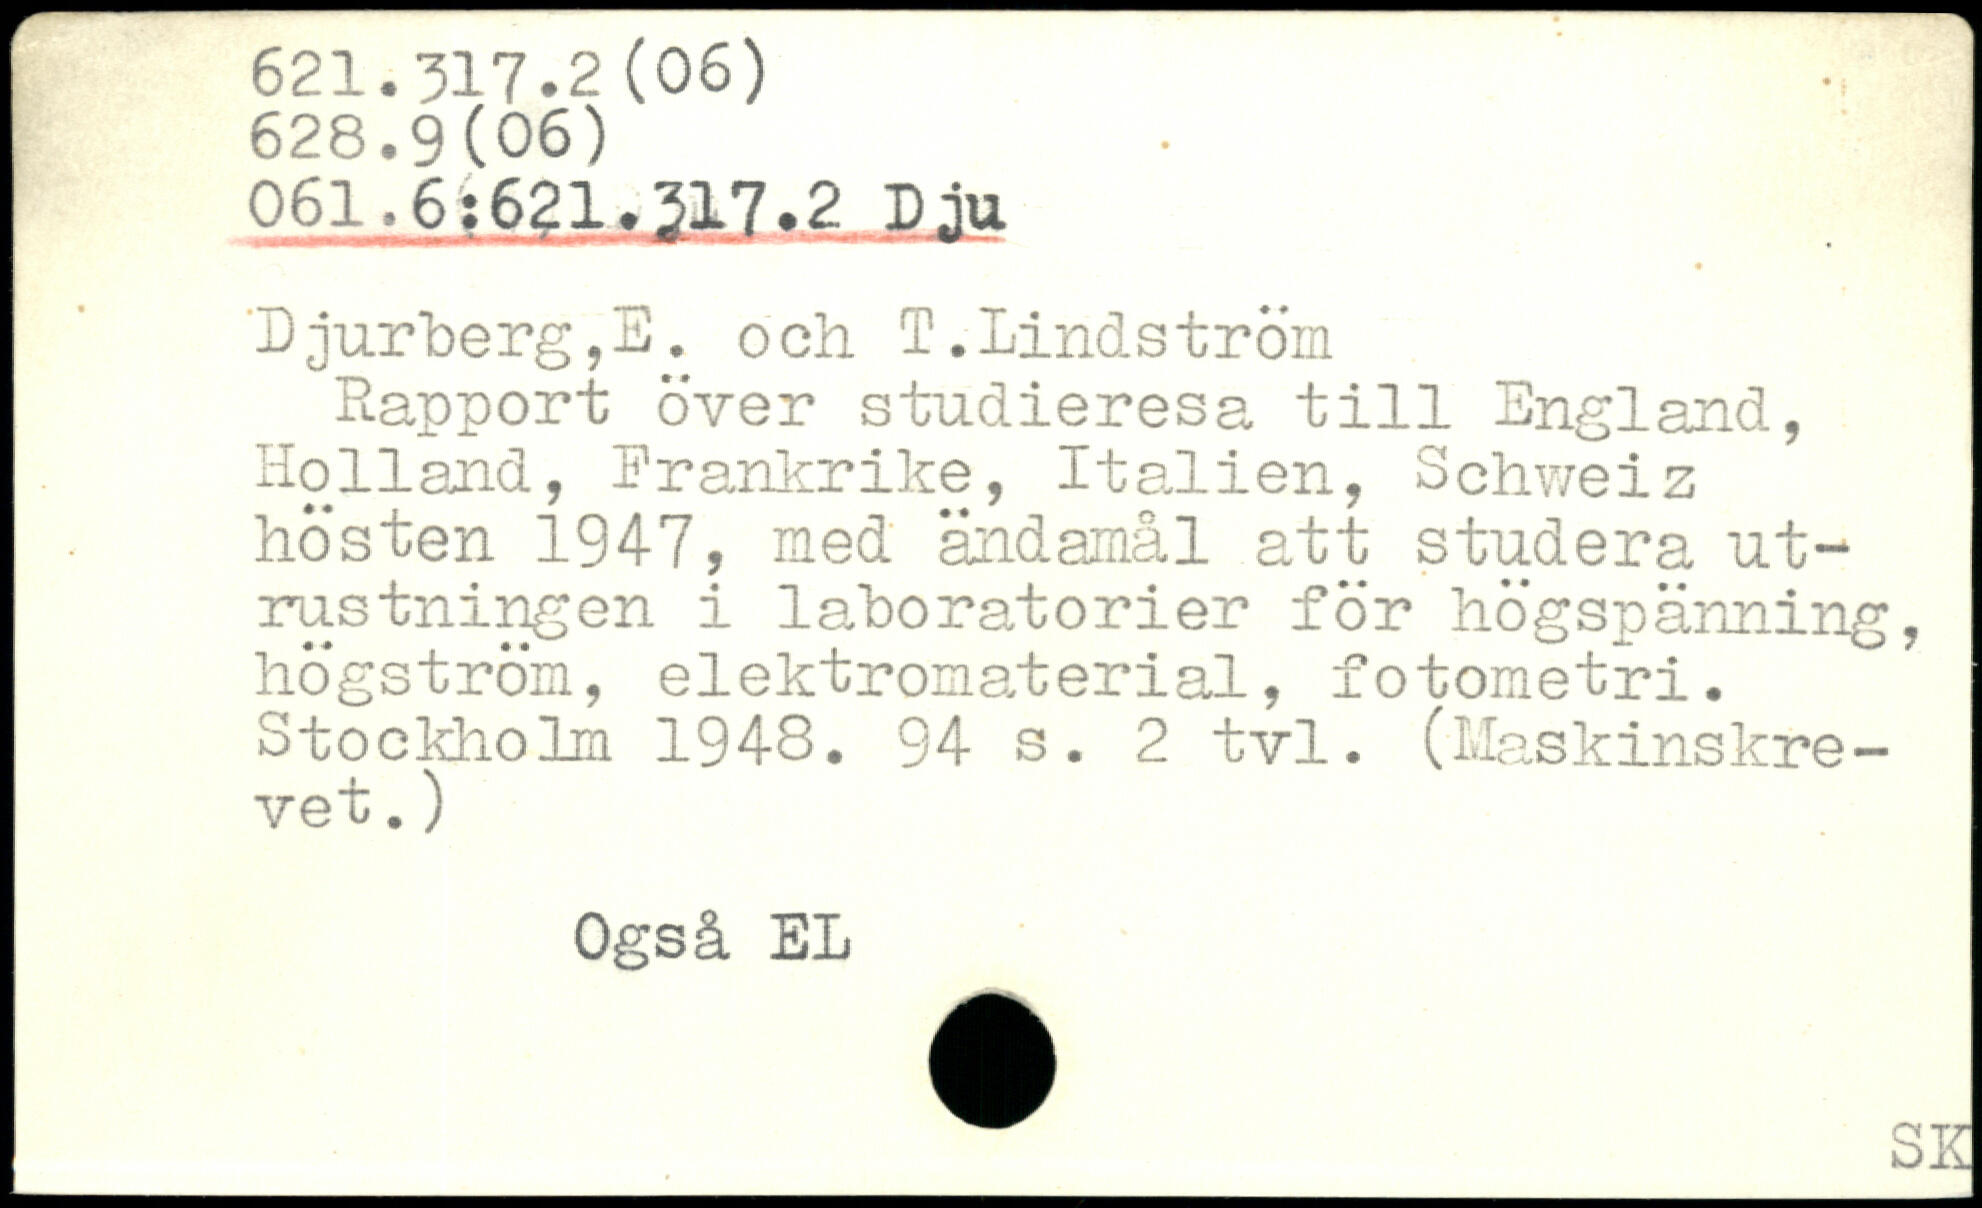 621.317.2(06)
628.9(06)
061.6:621.317.2 Dju
Djurberg,E. och T.Lindström
Rapport över studieresa till England,
Holland, Frankrike, Italien, Schweiz
hösten 1947, med ändamål att studera ut-
rustningen i laboratorier för högspänning,
högström, elektromaterial, fotometri.
Stockholm 1948. 94 s. 2 tvl. (Maskinskre-
vet.)
Også EL
SK